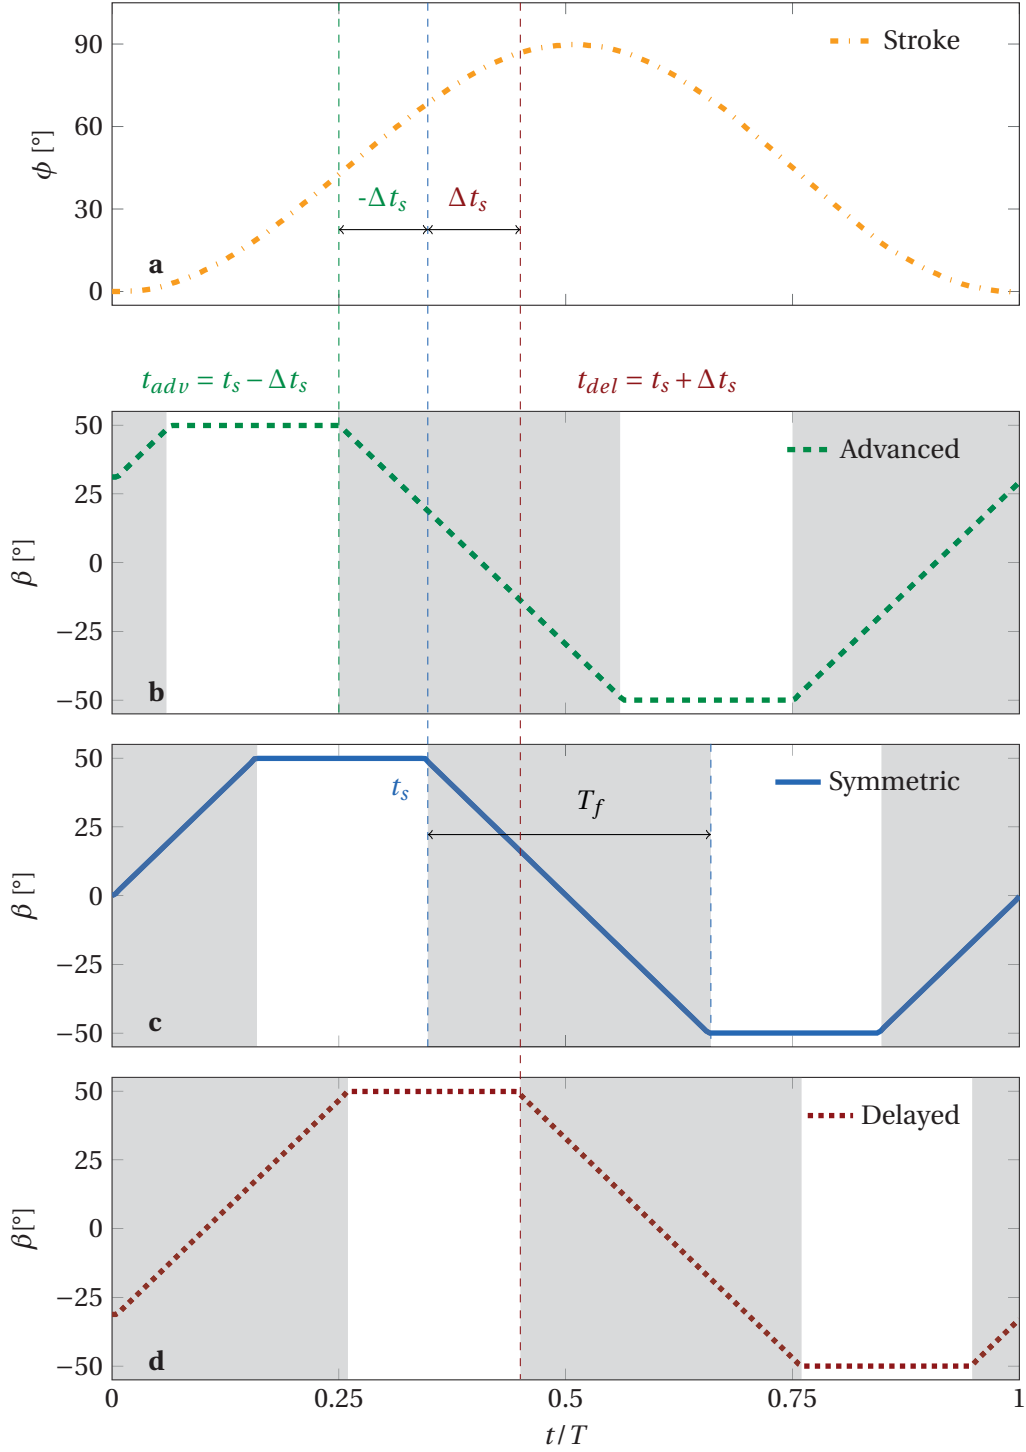 90
60
30
0
ϕ [°]
Stroke
-Δt_s
Δt_s
a
t_adv = t_s − Δt_s
t_del = t_s + Δt_s
50
25
0
−25
−50
β [°]
Advanced
b
50
25
0
−25
−50
β [°]
Symmetric
t_s
T_f
c
50
25
0
−25
−50
β[°]
Delayed
d
0
0.25
0.5
0.75
1
t/T